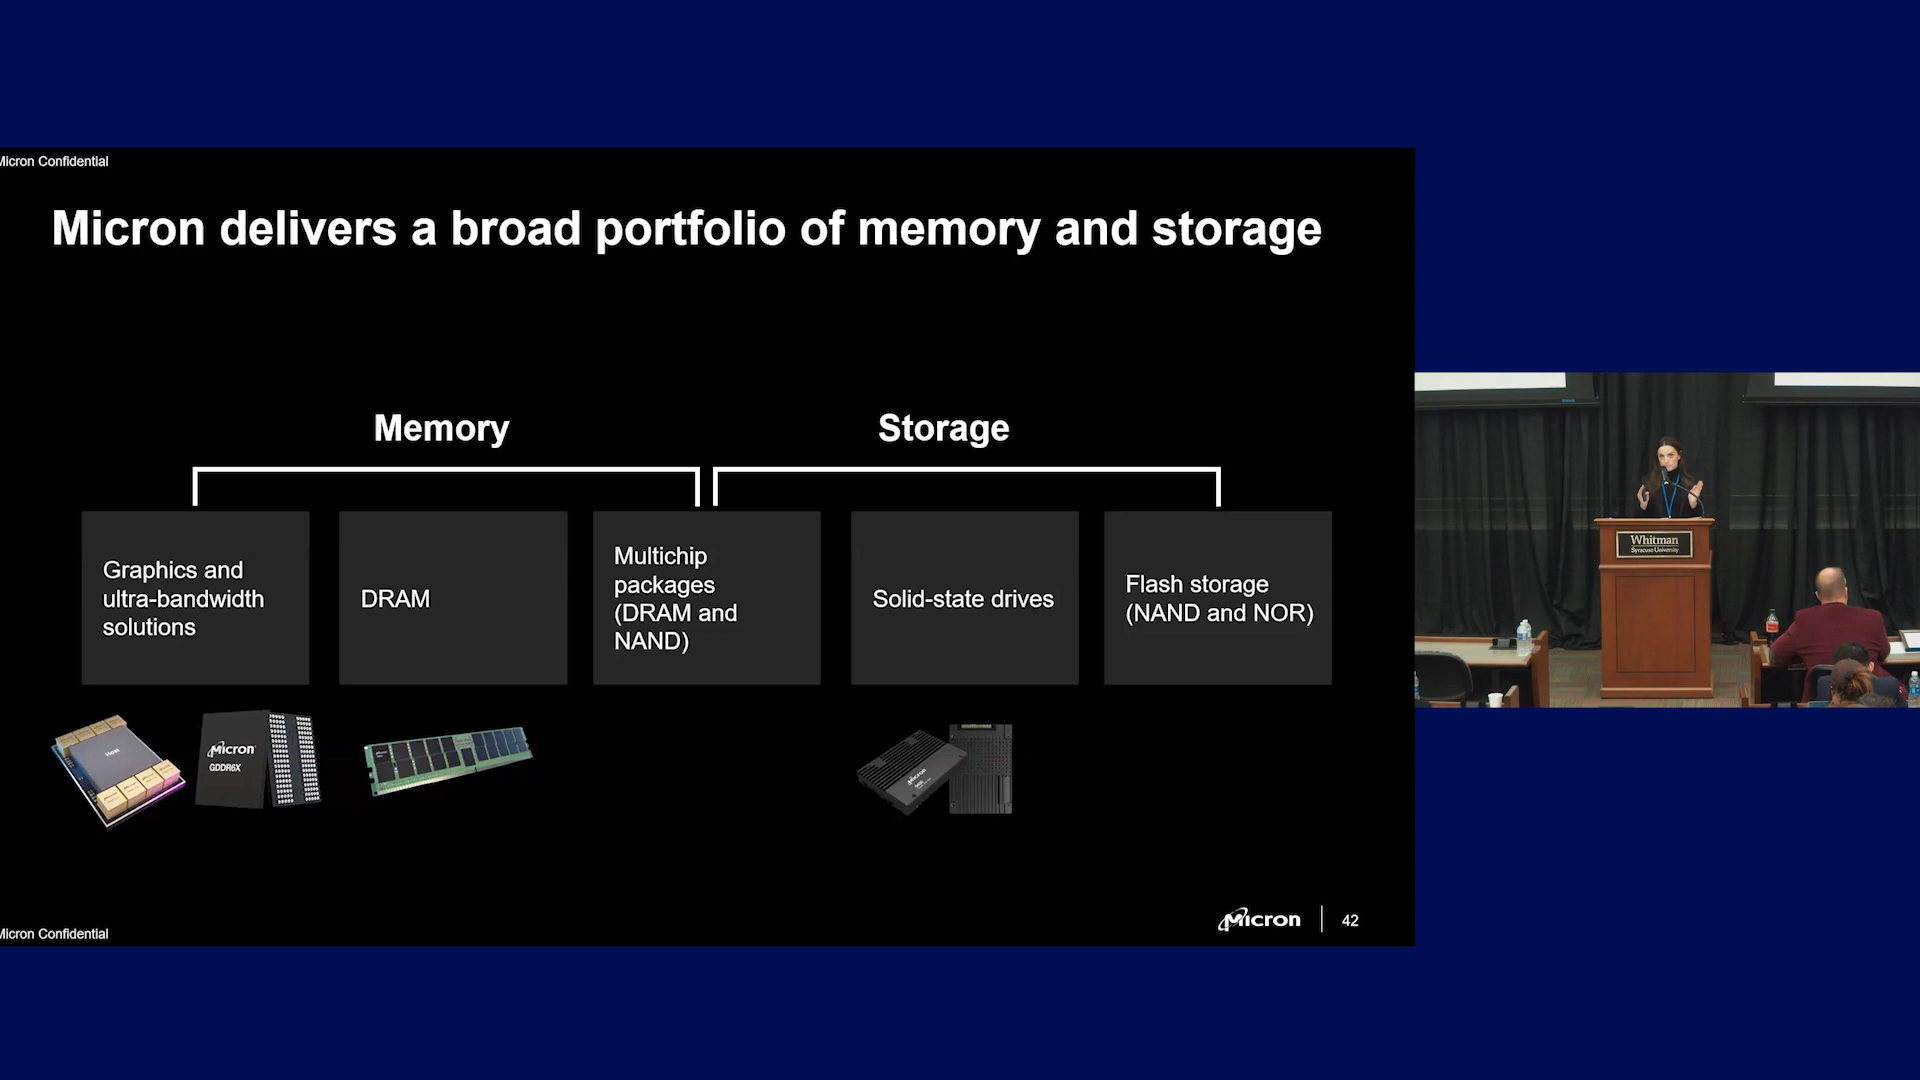 Micron Confidential
Micron delivers a broad portfolio of memory and storage
Memory
Storage
Graphics and
ultra-bandwidth
solutions
DRAM
Multichip
packages
(DRAM and
NAND)
Solid-state drives
Flash storage
(NAND and NOR)
Host
Micron
GDDR6X
Micron
Whitman
Syracuse University
Micron
42
Micron Confidential